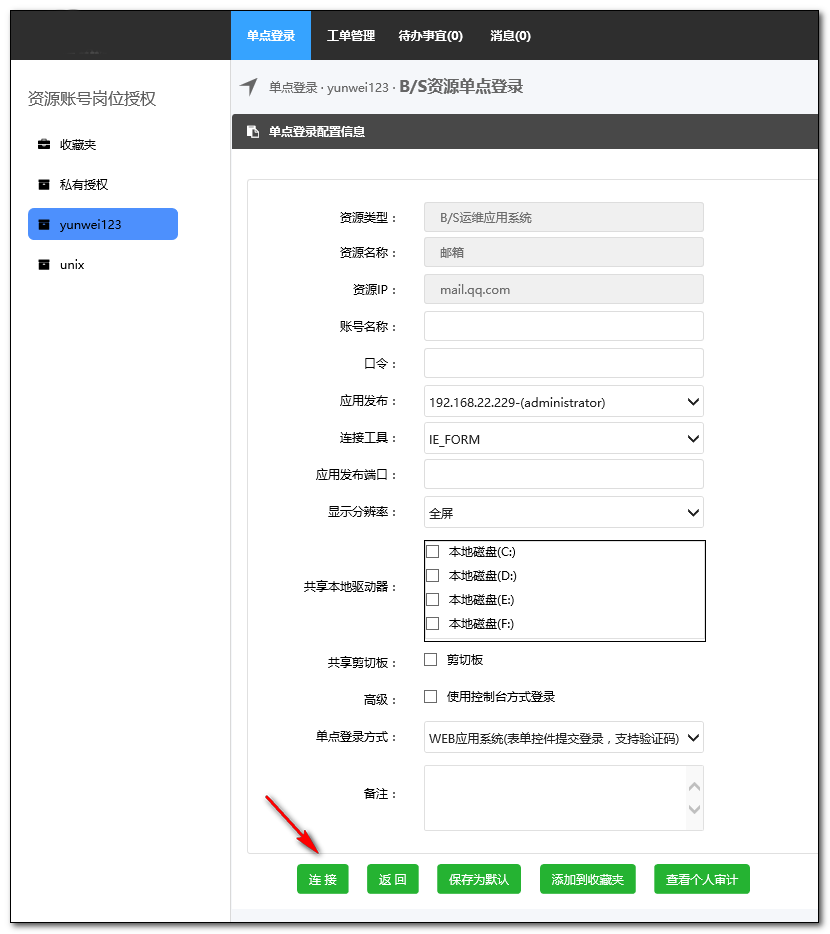 单点登录 工单管理 待办事宜(0) 消息(0)
资源账号岗位授权
收藏夹
私有授权
yunwei123
unix
单点登录 · yunwei123 · B/S资源单点登录
单点登录配置信息
资源类型： B/S运维应用系统
资源名称： 邮箱
资源IP： mail.qq.com
账号名称：
口令：
应用发布： 192.168.22.229-(administrator)
连接工具： IE_FORM
应用发布端口：
显示分辨率： 全屏
共享本地驱动器：
本地磁盘(C:)
本地磁盘(D:)
本地磁盘(E:)
本地磁盘(F:)
共享剪切板： 剪切板
高级： 使用控制台方式登录
单点登录方式： WEB应用系统(表单控件提交登录，支持验证码)
备注：
连 接 返 回 保存为默认 添加到收藏夹 查看个人审计